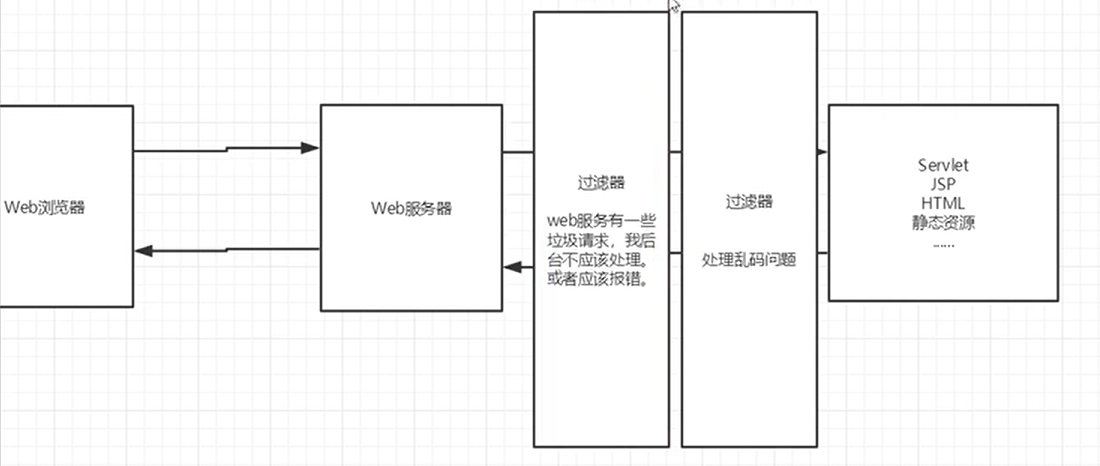 Web浏览器
Web服务器
过滤器
web服务有一些
垃圾请求，我后
台不应该处理。
或者应该报错。
过滤器
处理乱码问题
Servlet
JSP
HTML
静态资源
......